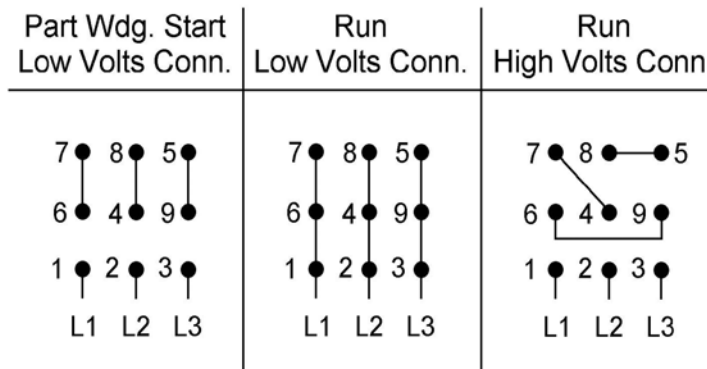 Part Wdg. Start Run Run
Low Volts Conn. Low Volts Conn. High Volts Conn
7 8 5 7 8 5 7 8 5
6 4 9 6 4 9 6 4 9
1 2 3 1 2 3 1 2 3
L1 L2 L3 L1 L2 L3 L1 L2 L3